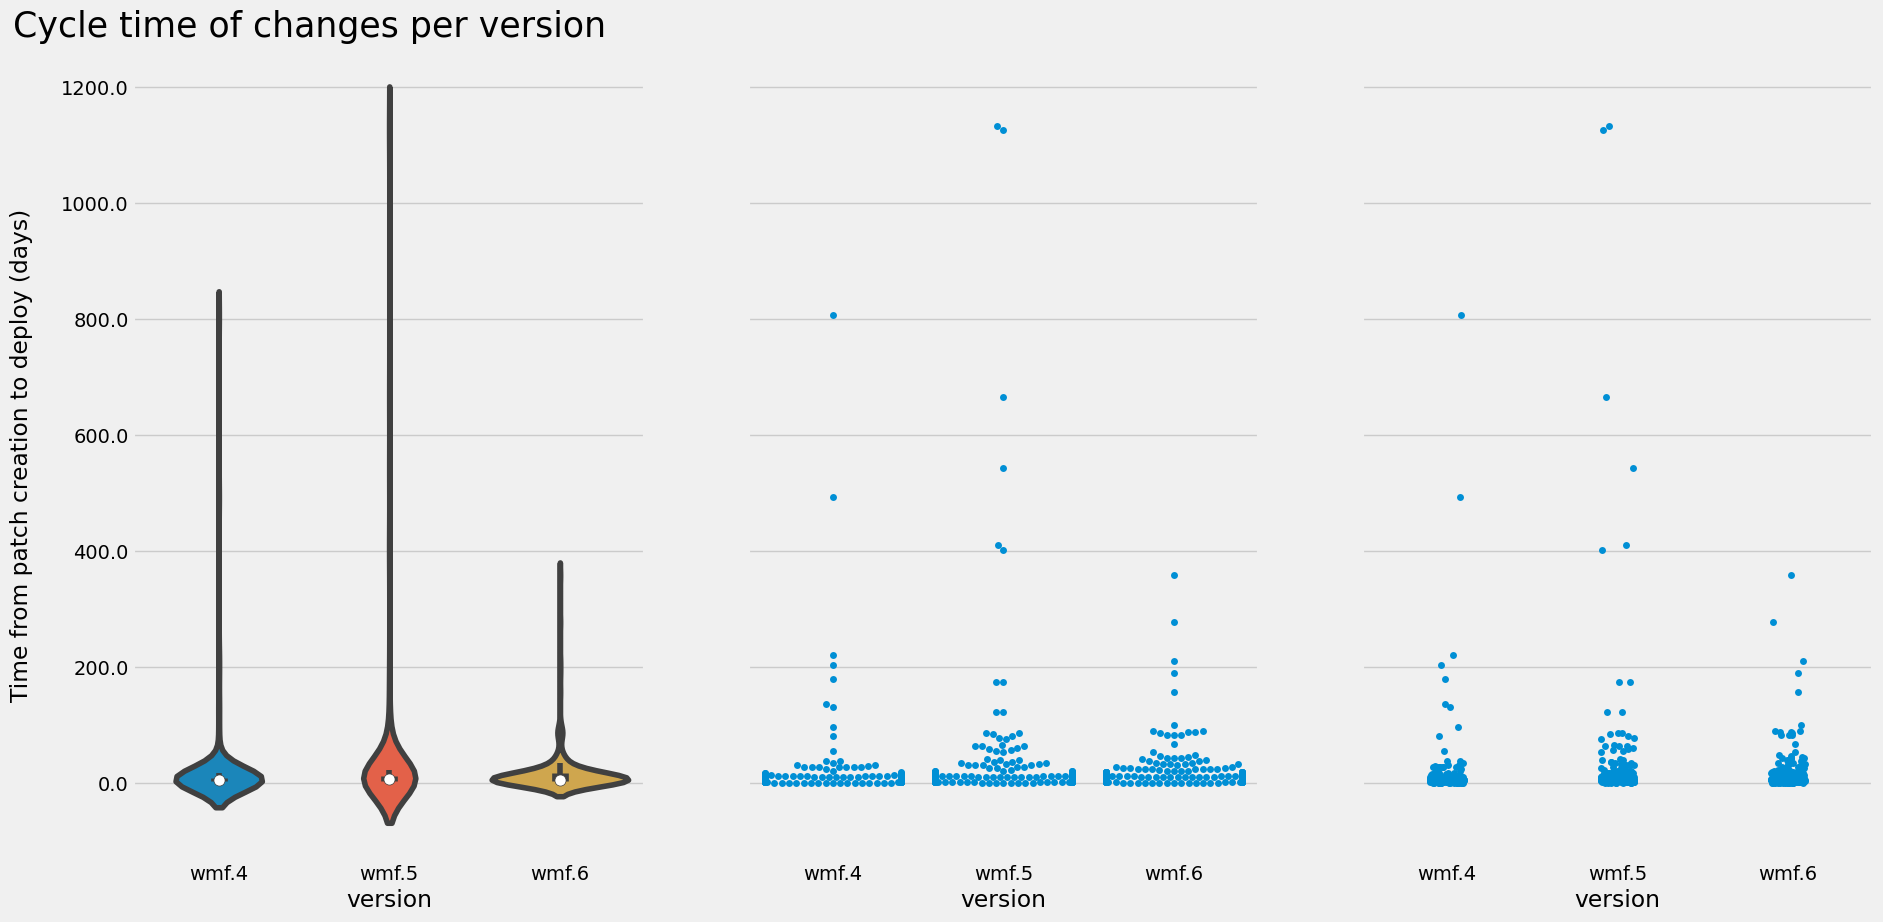 Cycle time of changes per version
Time from patch creation to deploy (days)
1200.0
1000.0
800.0
600.0
400.0
200.0
0.0
wmf.4 wmf.5 wmf.6
version
wmf.4 wmf.5 wmf.6
version
wmf.4 wmf.5 wmf.6
version